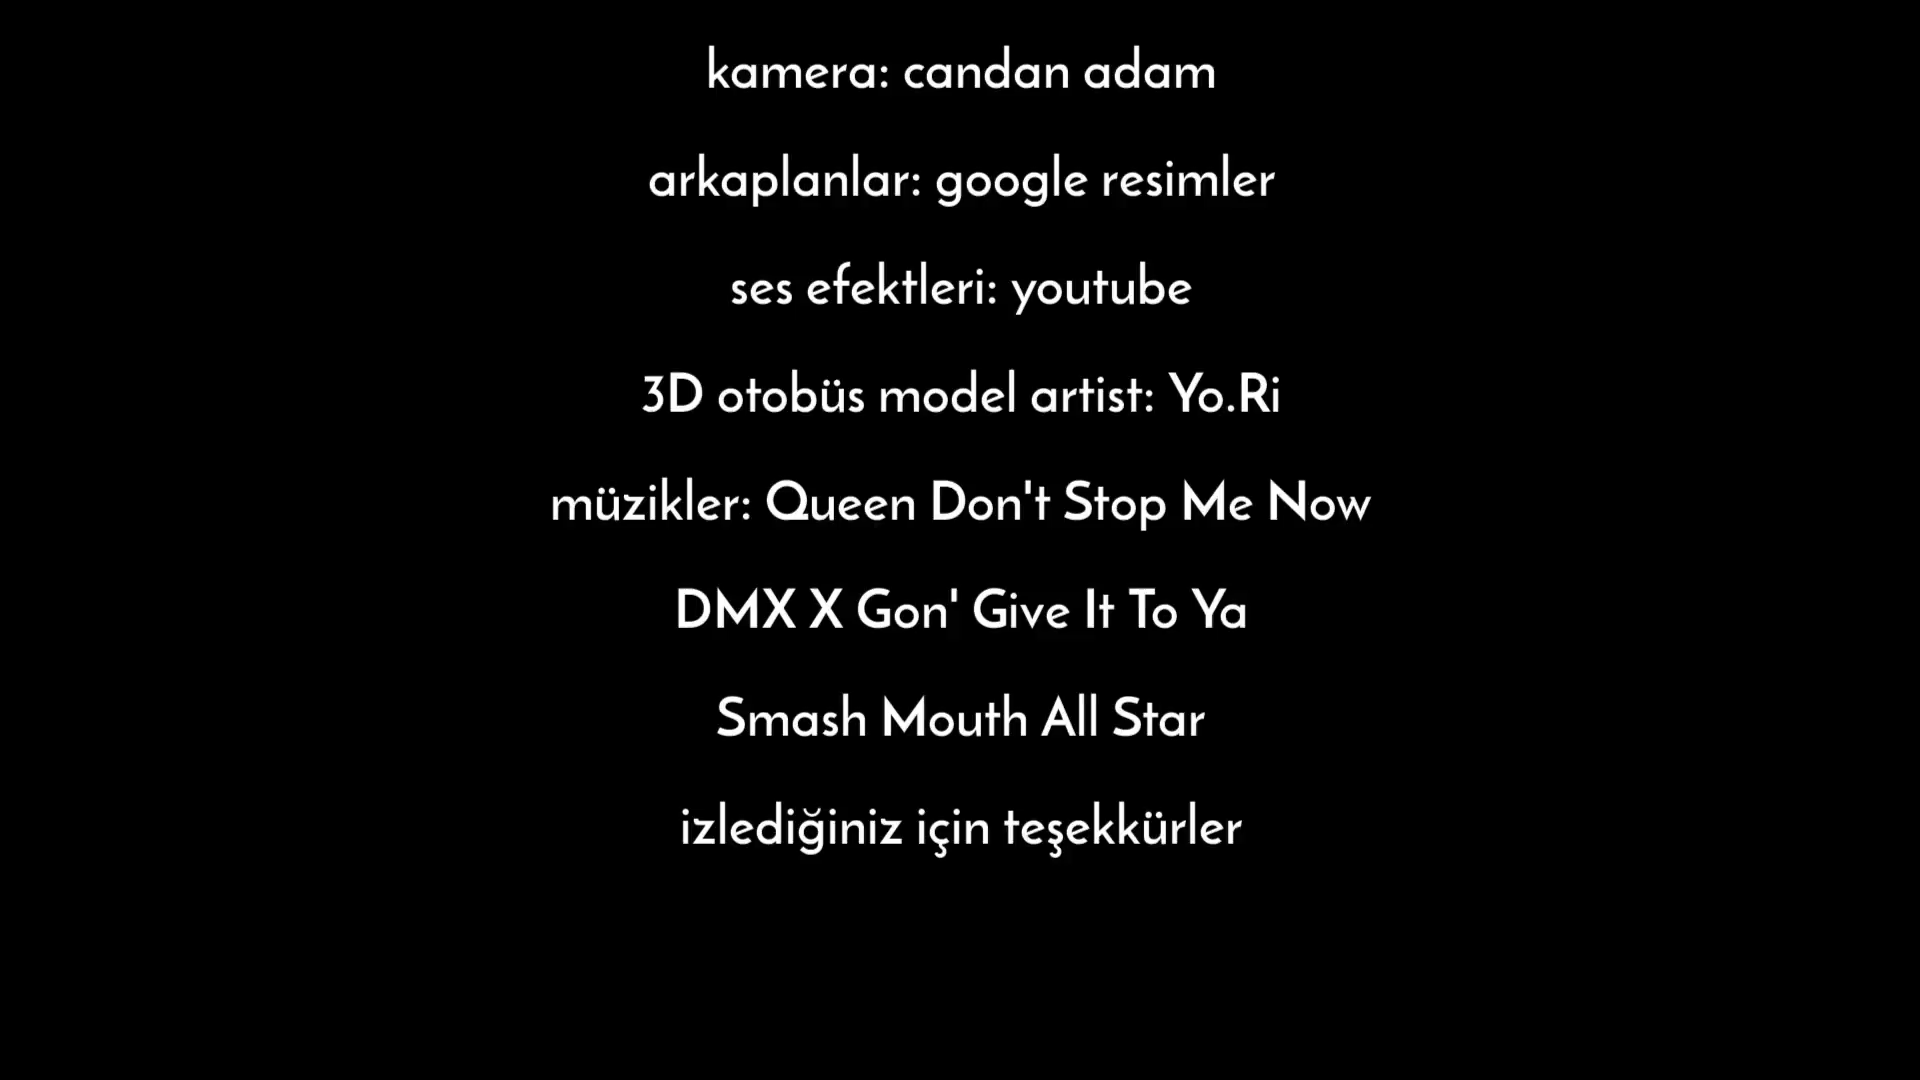 kamera: candan adam
arkaplanlar: google resimler
ses efektleri: youtube
3D otobüs model artist: Yo.Ri
müzikler: Queen Don't Stop Me Now
DMX X Gon' Give It To Ya
Smash Mouth All Star
izlediğiniz için teşekkürler